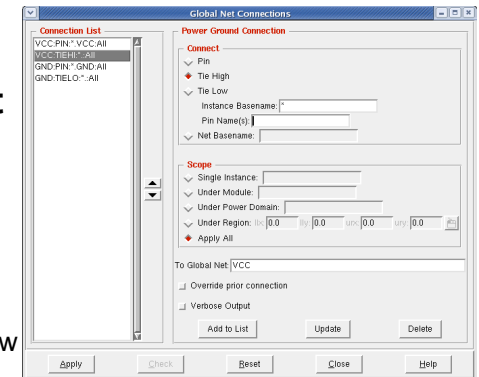 Global Net Connections
Connection List
VCC:PIN:*.VCC:All
VCC:TIEHI:*.:All
GND:PIN:*.GND:All
GND:TIELO:*.:All
Power Ground Connection
Connect
Pin
Tie High
Tie Low
Instance Basename: *
Pin Name(s):
Net Basename:
Scope
Single Instance:
Under Module:
Under Power Domain:
Under Region: llx: 0.0 lly: 0.0 urx: 0.0 ury: 0.0
Apply All
To Global Net: VCC
Override prior connection
Verbose Output
Add to List Update Delete
w
Apply Check Reset Close Help